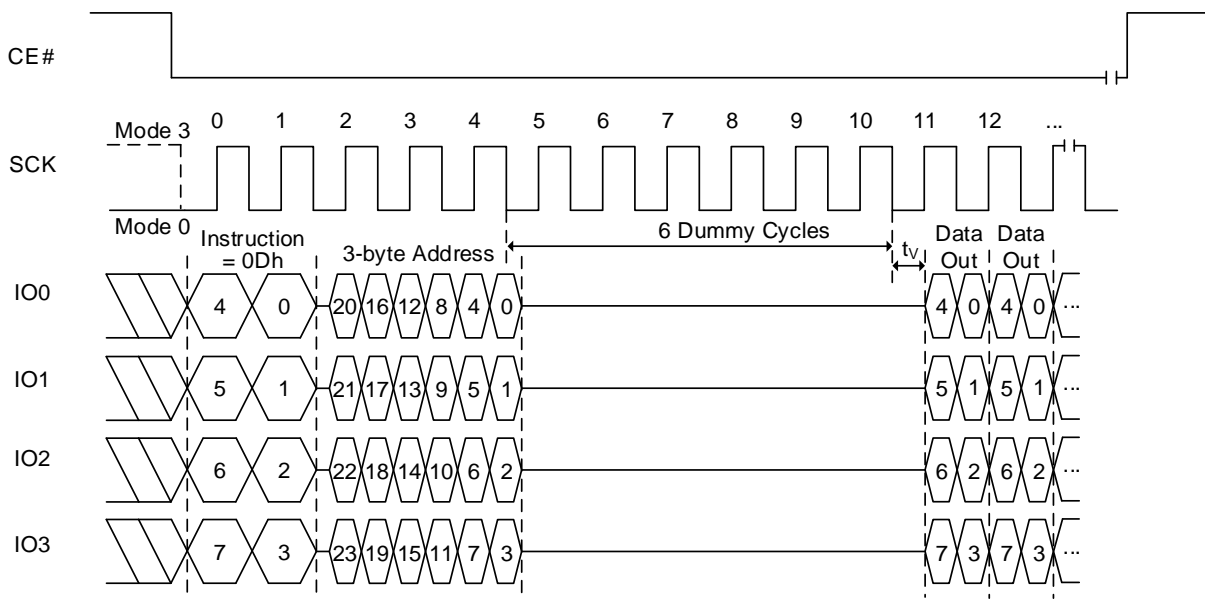 CE#
Mode 3 0 1 2 3 4 5 6 7 8 9 10 11 12 ...
SCK
Mode 0
Instruction = 0Dh
3-byte Address
6 Dummy Cycles
tV
Data Out
Data Out
IO0 4 0 20 16 12 8 4 0 4 0 4 0 ...
IO1 5 1 21 17 13 9 5 1 5 1 5 1 ...
IO2 6 2 22 18 14 10 6 2 6 2 6 2 ...
IO3 7 3 23 19 15 11 7 3 7 3 7 3 ...